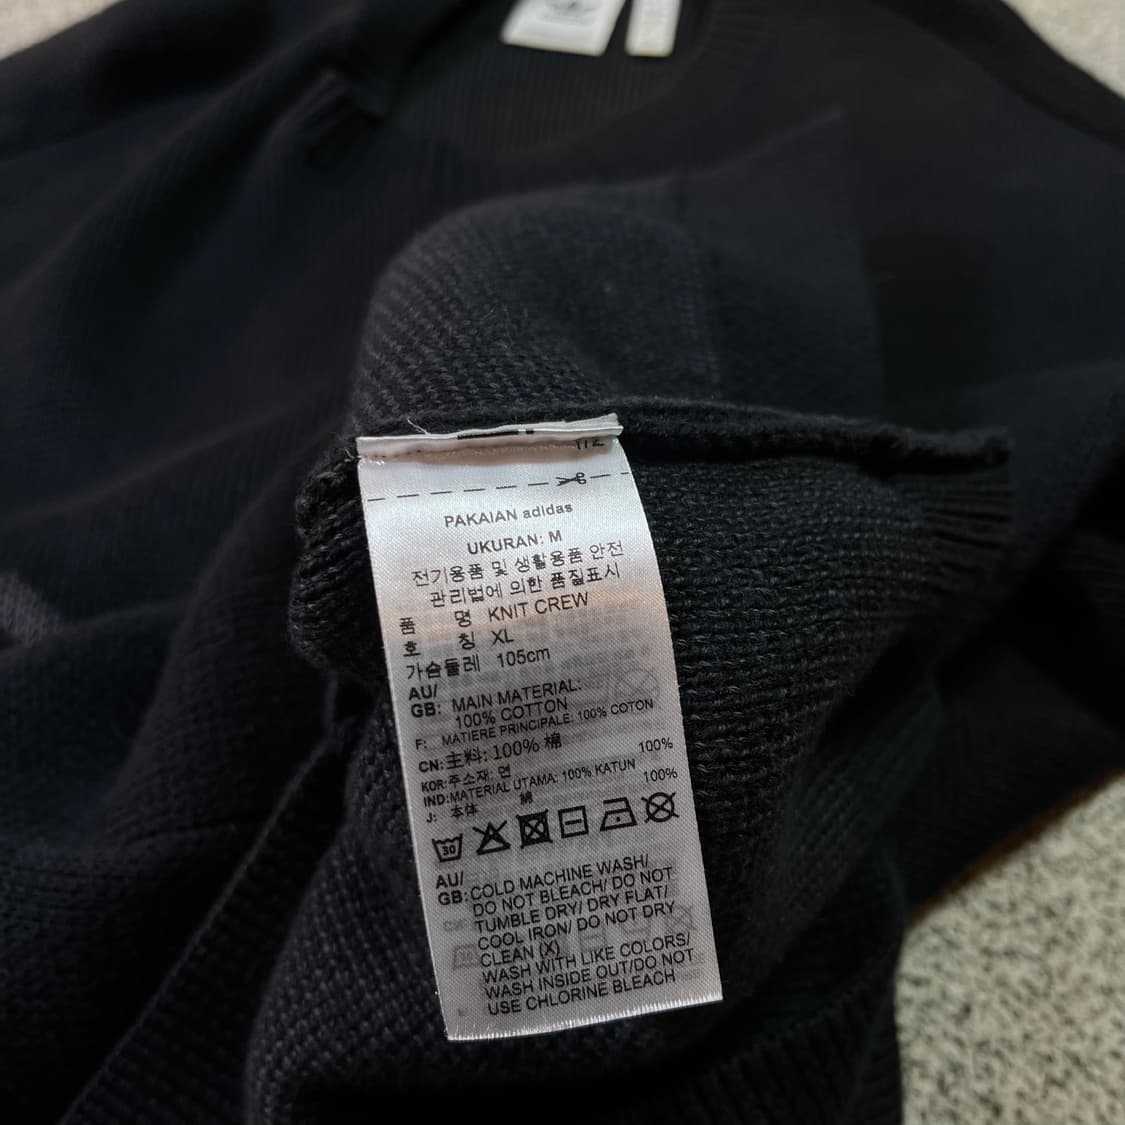 PAKAIAN adidas
UKURAN: M
전기용품 및 생활용품 안전
관리법에 의한 품질표시
품 명 KNIT CREW
호 칭 XL
가슴둘레 105cm
AU/
GB: MAIN MATERIAL:
100% COTTON
F: MATIERE PRINCIPALE: 100% COTON
CN: 主料: 100% 棉
KOR: 주소재: 면 100%
IND: MATERIAL UTAMA: 100% KATUN
J: 本体 綿 100%
30
AU/
GB: COLD MACHINE WASH/
DO NOT BLEACH/ DO NOT
TUMBLE DRY/ DRY FLAT/
COOL IRON/ DO NOT DRY
CLEAN (X)
WASH WITH LIKE COLORS/
WASH INSIDE OUT/DO NOT
USE CHLORINE BLEACH